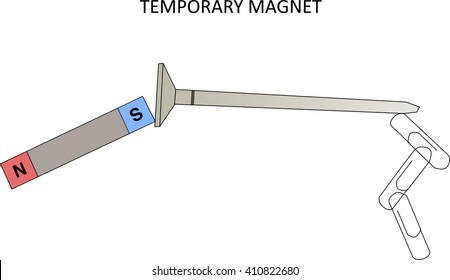 TEMPORARY MAGNET
S
N
shutterstock.com · 410822680